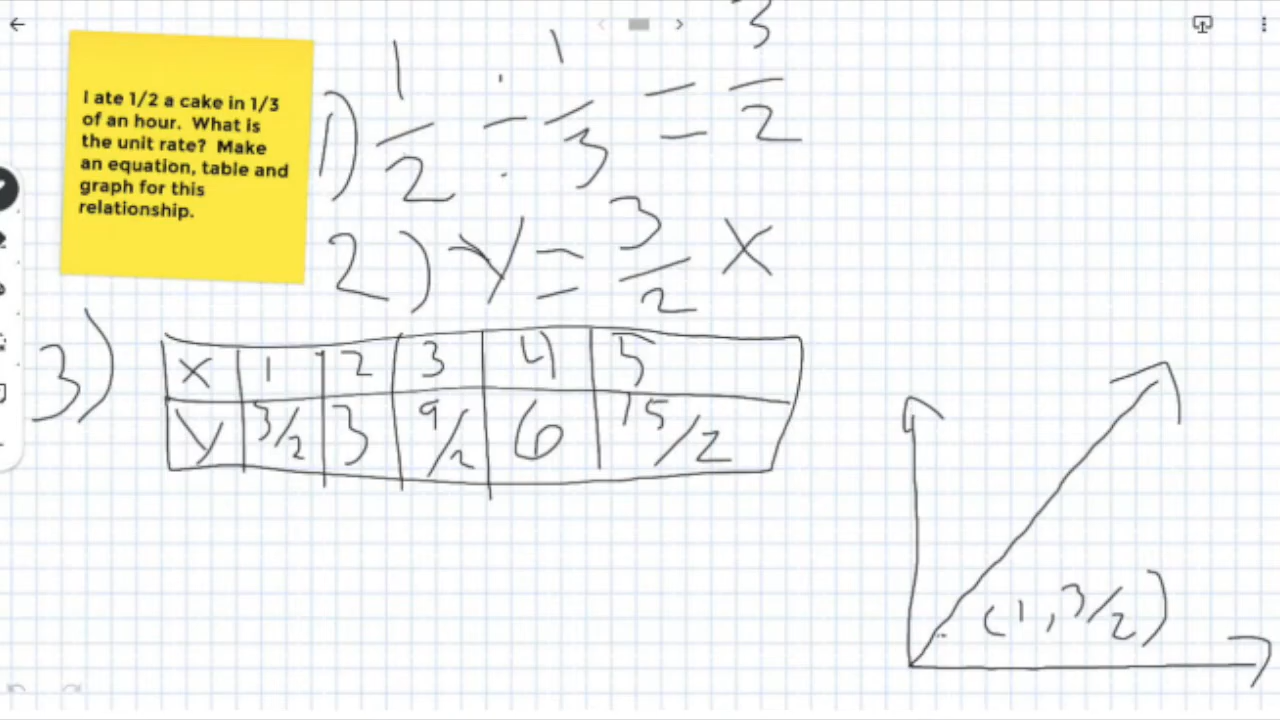 I ate 1/2 a cake in 1/3
of an hour. What is
the unit rate? Make
an equation, table and
graph for this
relationship.
1) 1/2 ÷ 1/3 = 3/2
2) y = 3/2 x
3)
x 1 2 3 4 5
y 3/2 3 9/2 6 15/2
(1, 3/2)